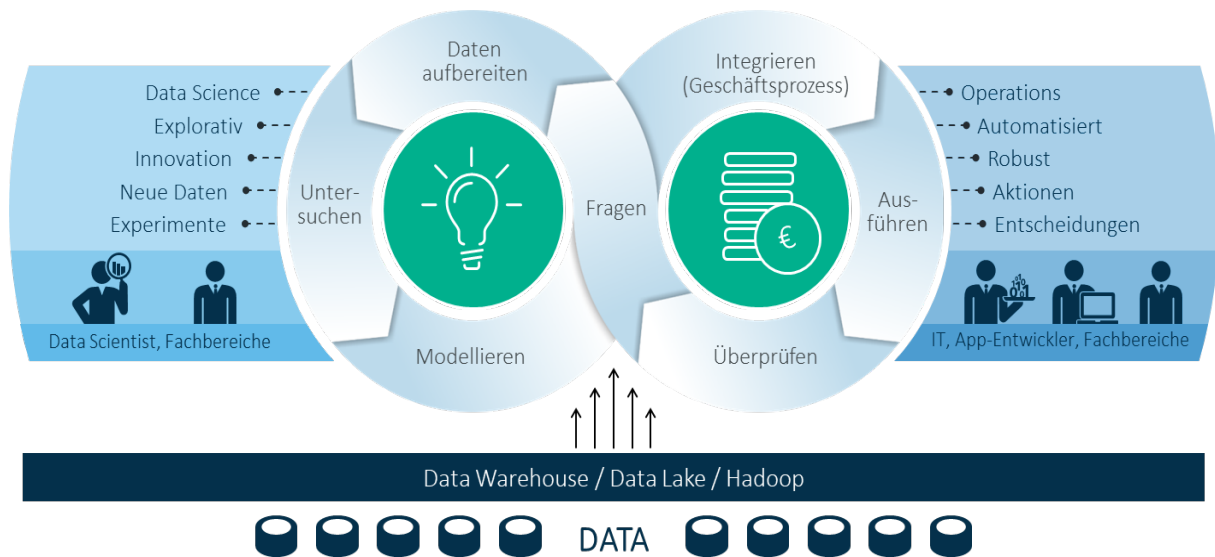 Daten
aufbereiten
Integrieren
(Geschäftsprozess)
Data Science
Explorativ
Innovation
Neue Daten
Experimente
Unter-
suchen
Fragen
€
Aus-
führen
Operations
Automatisiert
Robust
Aktionen
Entscheidungen
Data Scientist, Fachbereiche
Modellieren
Überprüfen
IT, App-Entwickler, Fachbereiche
Data Warehouse / Data Lake / Hadoop
DATA